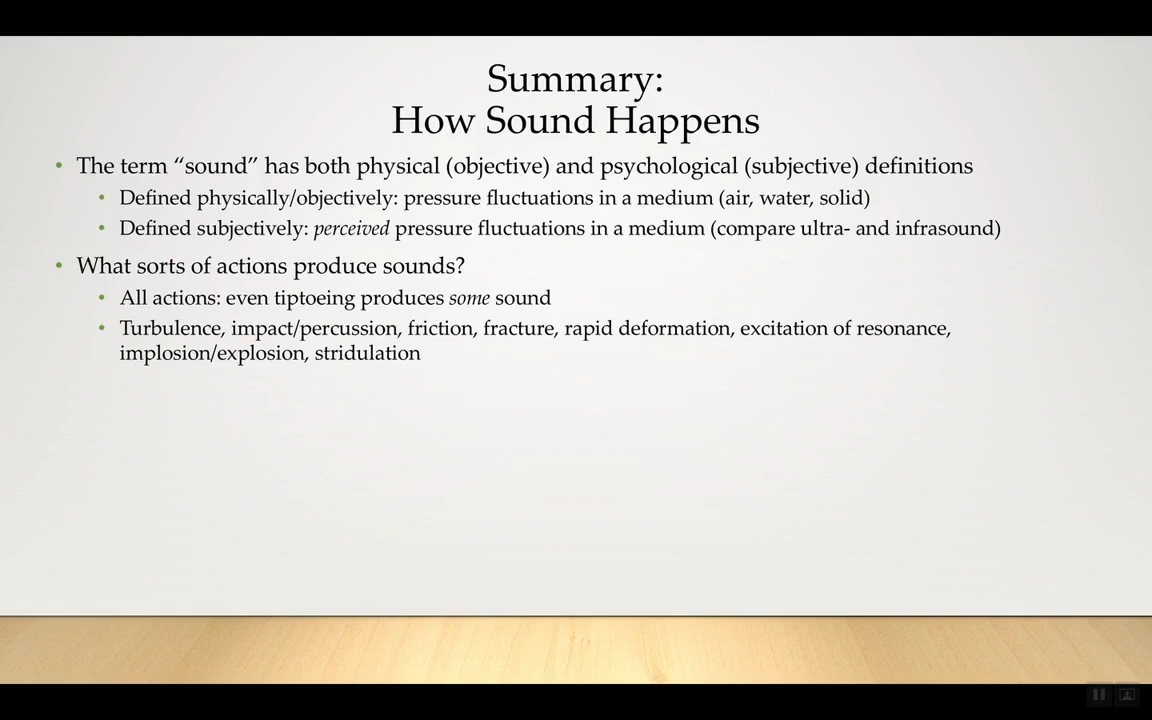 Summary:
How Sound Happens
• The term “sound” has both physical (objective) and psychological (subjective) definitions
• Defined physically/objectively: pressure fluctuations in a medium (air, water, solid)
• Defined subjectively: perceived pressure fluctuations in a medium (compare ultra- and infrasound)
• What sorts of actions produce sounds?
• All actions: even tiptoeing produces some sound
• Turbulence, impact/percussion, friction, fracture, rapid deformation, excitation of resonance,
implosion/explosion, stridulation